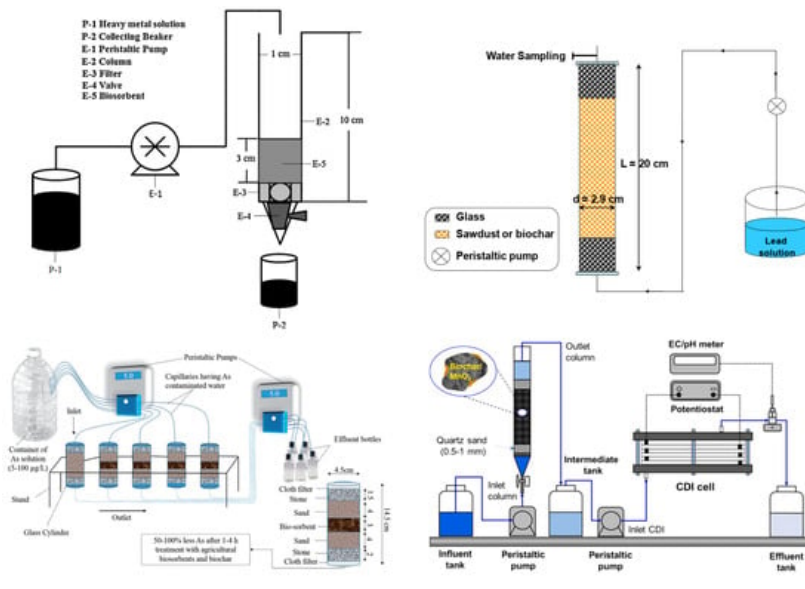 P-1 Heavy metal solution
P-2 Collecting Beaker
E-1 Peristaltic Pump
E-2 Column
E-3 Filter
E-4 Valve
E-5 Biosorbent
1 cm
E-2
10 cm
3 cm
E-5
E-3
E-4
E-1
P-1
P-2
Water Sampling
L = 20 cm
d = 2.9 cm
Glass
Sawdust or biochar
Peristaltic pump
Lead
solution
Peristaltic Pumps
Capillaries having As
contaminated water
Inlet
Container of
As solution
(5-100 µg/L)
Stand
Glass Cylinder
Outlet
Effluent bottles
4.5cm
Cloth filter
Stone
Sand
Bio-sorbent
Sand
Stone
Cloth filter
14.5 cm
50-100% less As after 1-4 h
treatment with agricultural
biosorbents and biochar
Outlet
column
Biochar/
MnO2
Quartz sand
(0.5-1 mm)
Inlet
column
Intermediate
tank
EC/pH meter
Potentiostat
CDI cell
Inlet CDI
Influent
tank
Peristaltic
pump
Peristaltic
pump
Effluent
tank